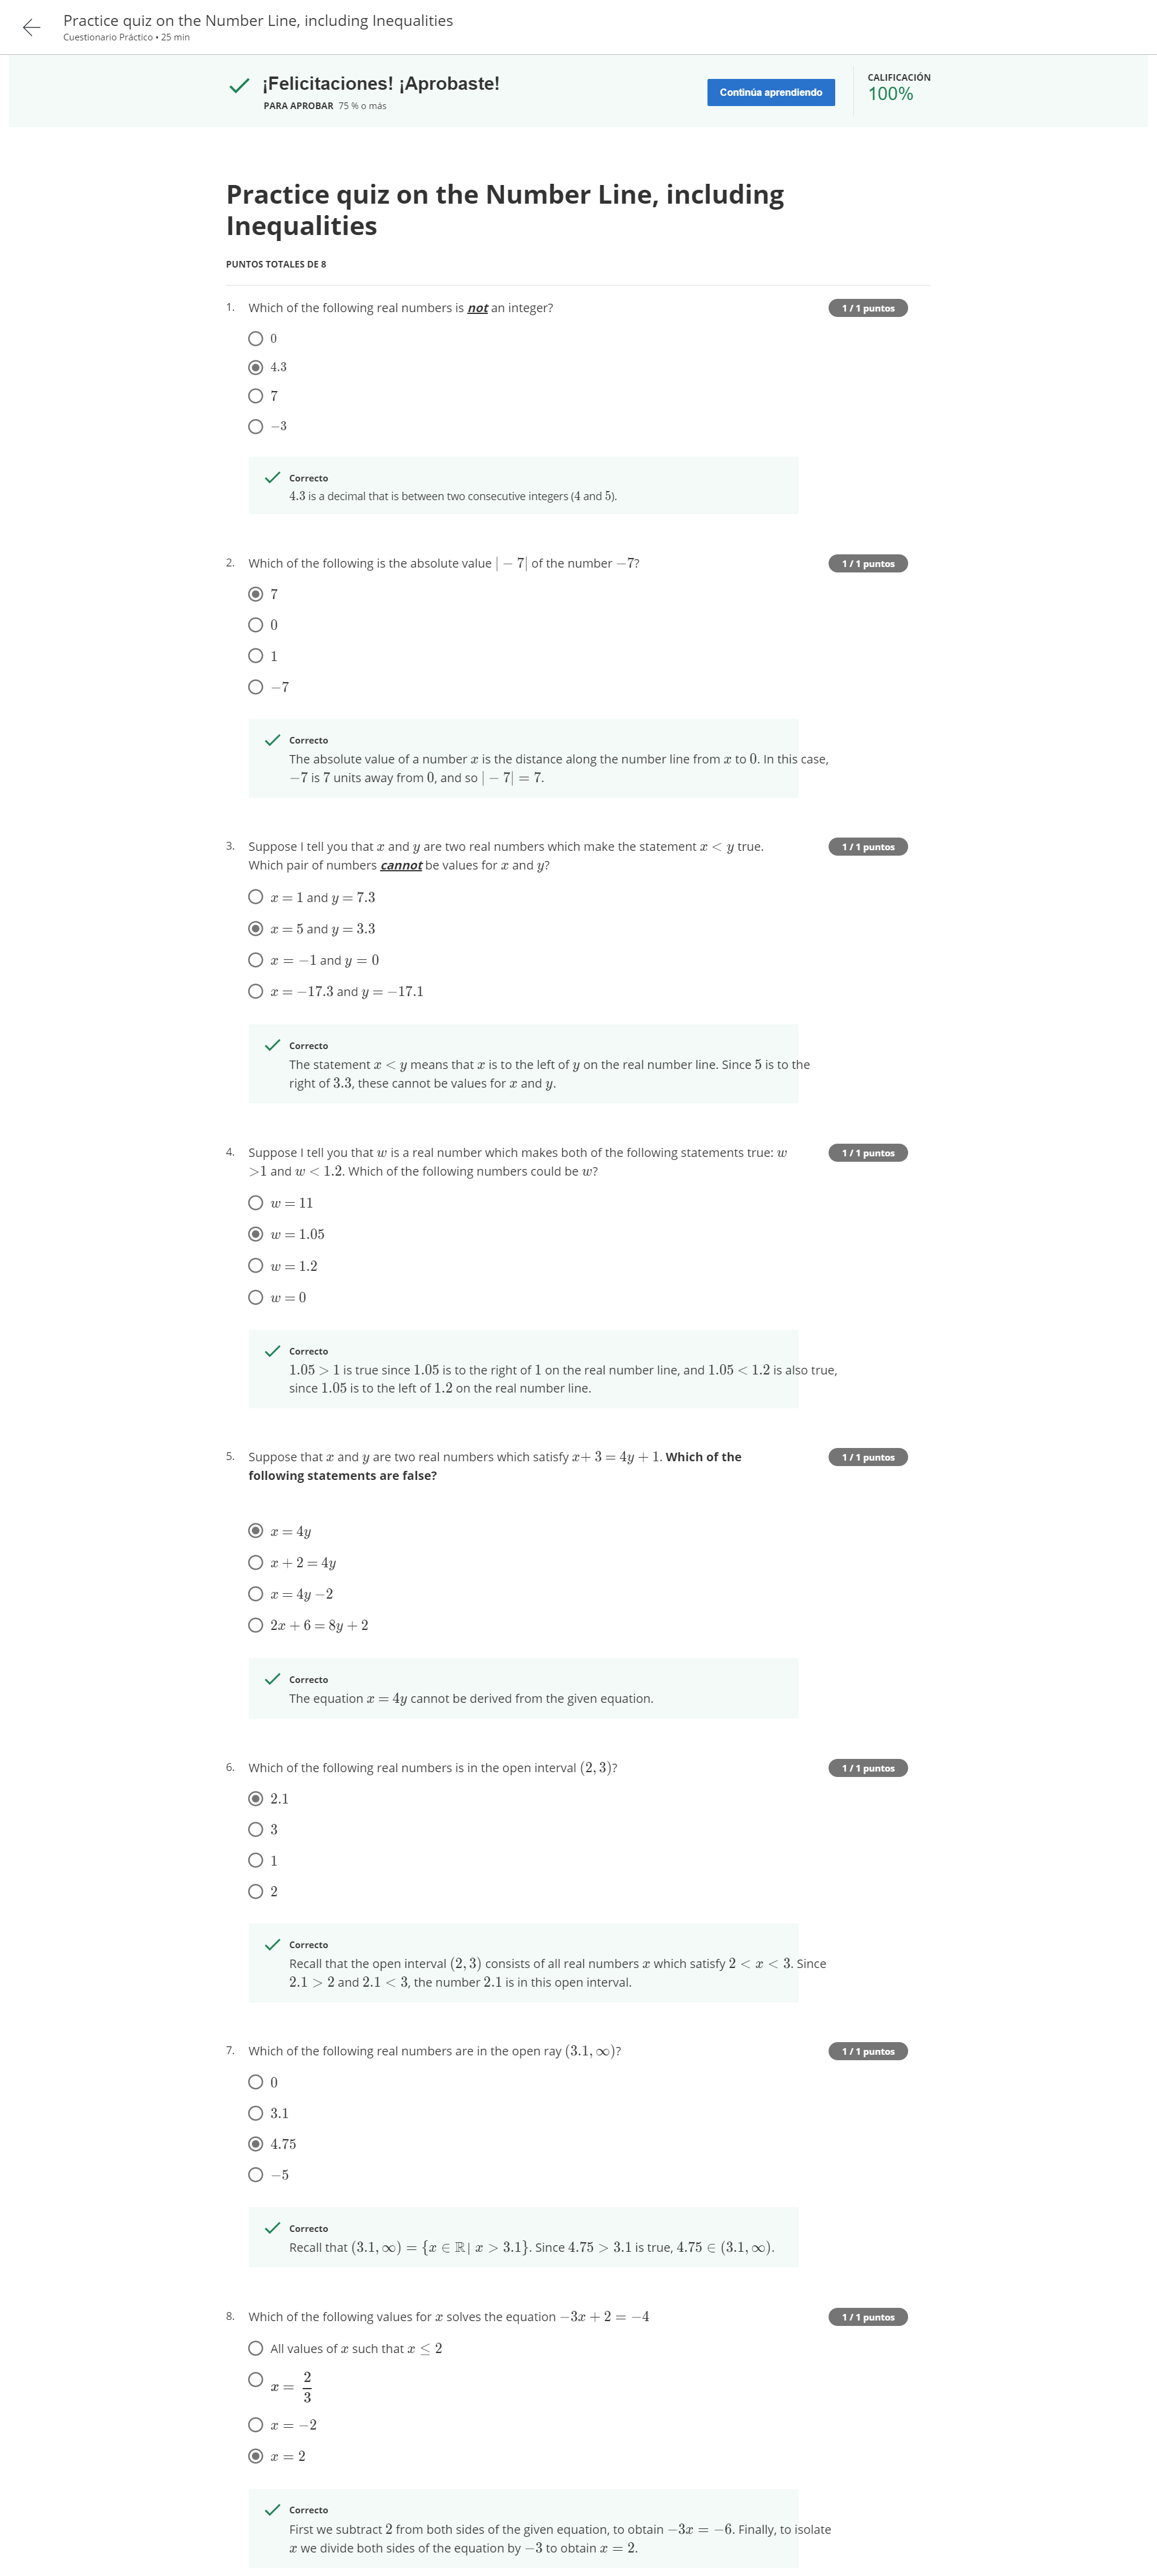 Practice quiz on the Number Line, including Inequalities
Cuestionario Práctico • 25 min
¡Felicitaciones! ¡Aprobaste!
PARA APROBAR 75 % o más
Continúa aprendiendo
CALIFICACIÓN
100%
Practice quiz on the Number Line, including
Inequalities
PUNTOS TOTALES DE 8
1. Which of the following real numbers is not an integer?
1 / 1 puntos
0
4.3
7
−3
Correcto
4.3 is a decimal that is between two consecutive integers (4 and 5).
2. Which of the following is the absolute value | − 7| of the number −7?
1 / 1 puntos
7
0
1
−7
Correcto
The absolute value of a number x is the distance along the number line from x to 0. In this case,
−7 is 7 units away from 0, and so | − 7| = 7.
3. Suppose I tell you that x and y are two real numbers which make the statement x < y true.
Which pair of numbers cannot be values for x and y?
1 / 1 puntos
x = 1 and y = 7.3
x = 5 and y = 3.3
x = −1 and y = 0
x = −17.3 and y = −17.1
Correcto
The statement x < y means that x is to the left of y on the real number line. Since 5 is to the
right of 3.3, these cannot be values for x and y.
4. Suppose I tell you that w is a real number which makes both of the following statements true: w
>1 and w < 1.2. Which of the following numbers could be w?
1 / 1 puntos
w = 11
w = 1.05
w = 1.2
w = 0
Correcto
1.05 > 1 is true since 1.05 is to the right of 1 on the real number line, and 1.05 < 1.2 is also true,
since 1.05 is to the left of 1.2 on the real number line.
5. Suppose that x and y are two real numbers which satisfy x+ 3 = 4y + 1. Which of the
following statements are false?
1 / 1 puntos
x = 4y
x + 2 = 4y
x = 4y −2
2x + 6 = 8y + 2
Correcto
The equation x = 4y cannot be derived from the given equation.
6. Which of the following real numbers is in the open interval (2, 3)?
1 / 1 puntos
2.1
3
1
2
Correcto
Recall that the open interval (2, 3) consists of all real numbers x which satisfy 2 < x < 3. Since
2.1 > 2 and 2.1 < 3, the number 2.1 is in this open interval.
7. Which of the following real numbers are in the open ray (3.1, ∞)?
1 / 1 puntos
0
3.1
4.75
−5
Correcto
Recall that (3.1, ∞) = {x ∈ ℝ | x > 3.1}. Since 4.75 > 3.1 is true, 4.75 ∈ (3.1, ∞).
8. Which of the following values for x solves the equation −3x + 2 = −4
1 / 1 puntos
All values of x such that x ≤ 2
x = 2/3
x = −2
x = 2
Correcto
First we subtract 2 from both sides of the given equation, to obtain −3x = −6. Finally, to isolate
x we divide both sides of the equation by −3 to obtain x = 2.